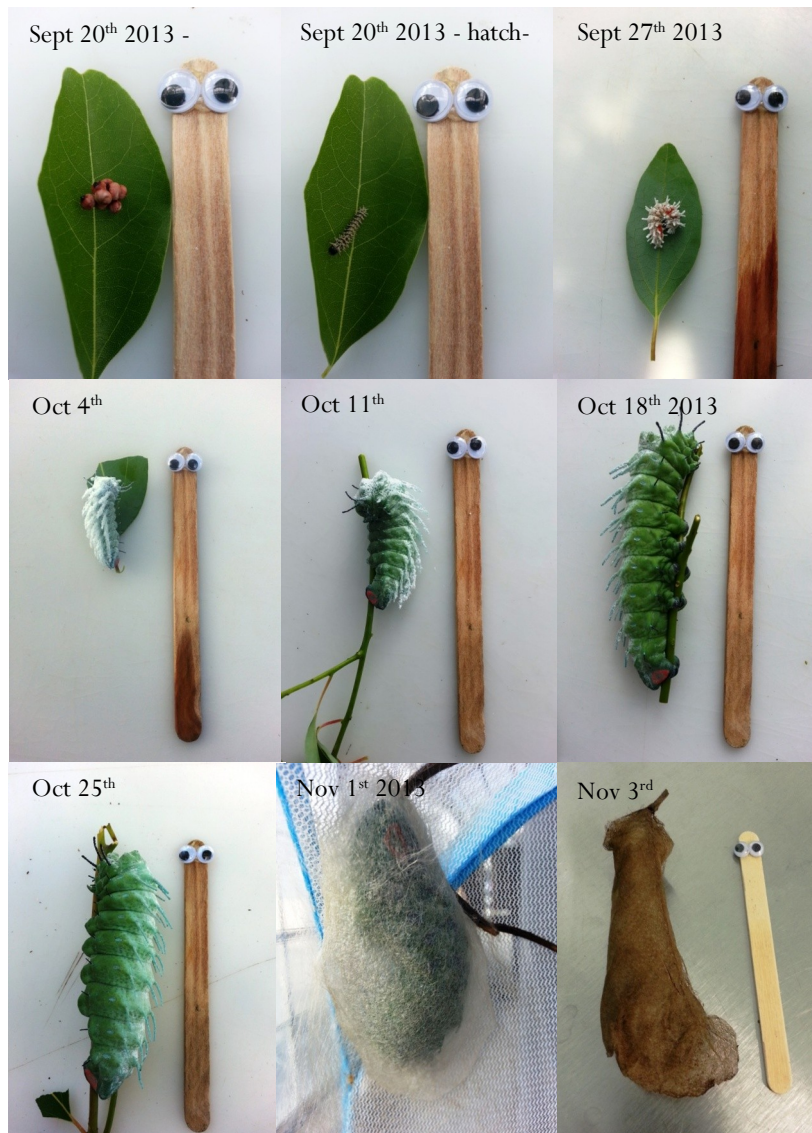 Sept 20th 2013 -
Sept 20th 2013 - hatch-
Sept 27th 2013
Oct 4th
Oct 11th
Oct 18th 2013
Oct 25th
Nov 1st 2013
Nov 3rd